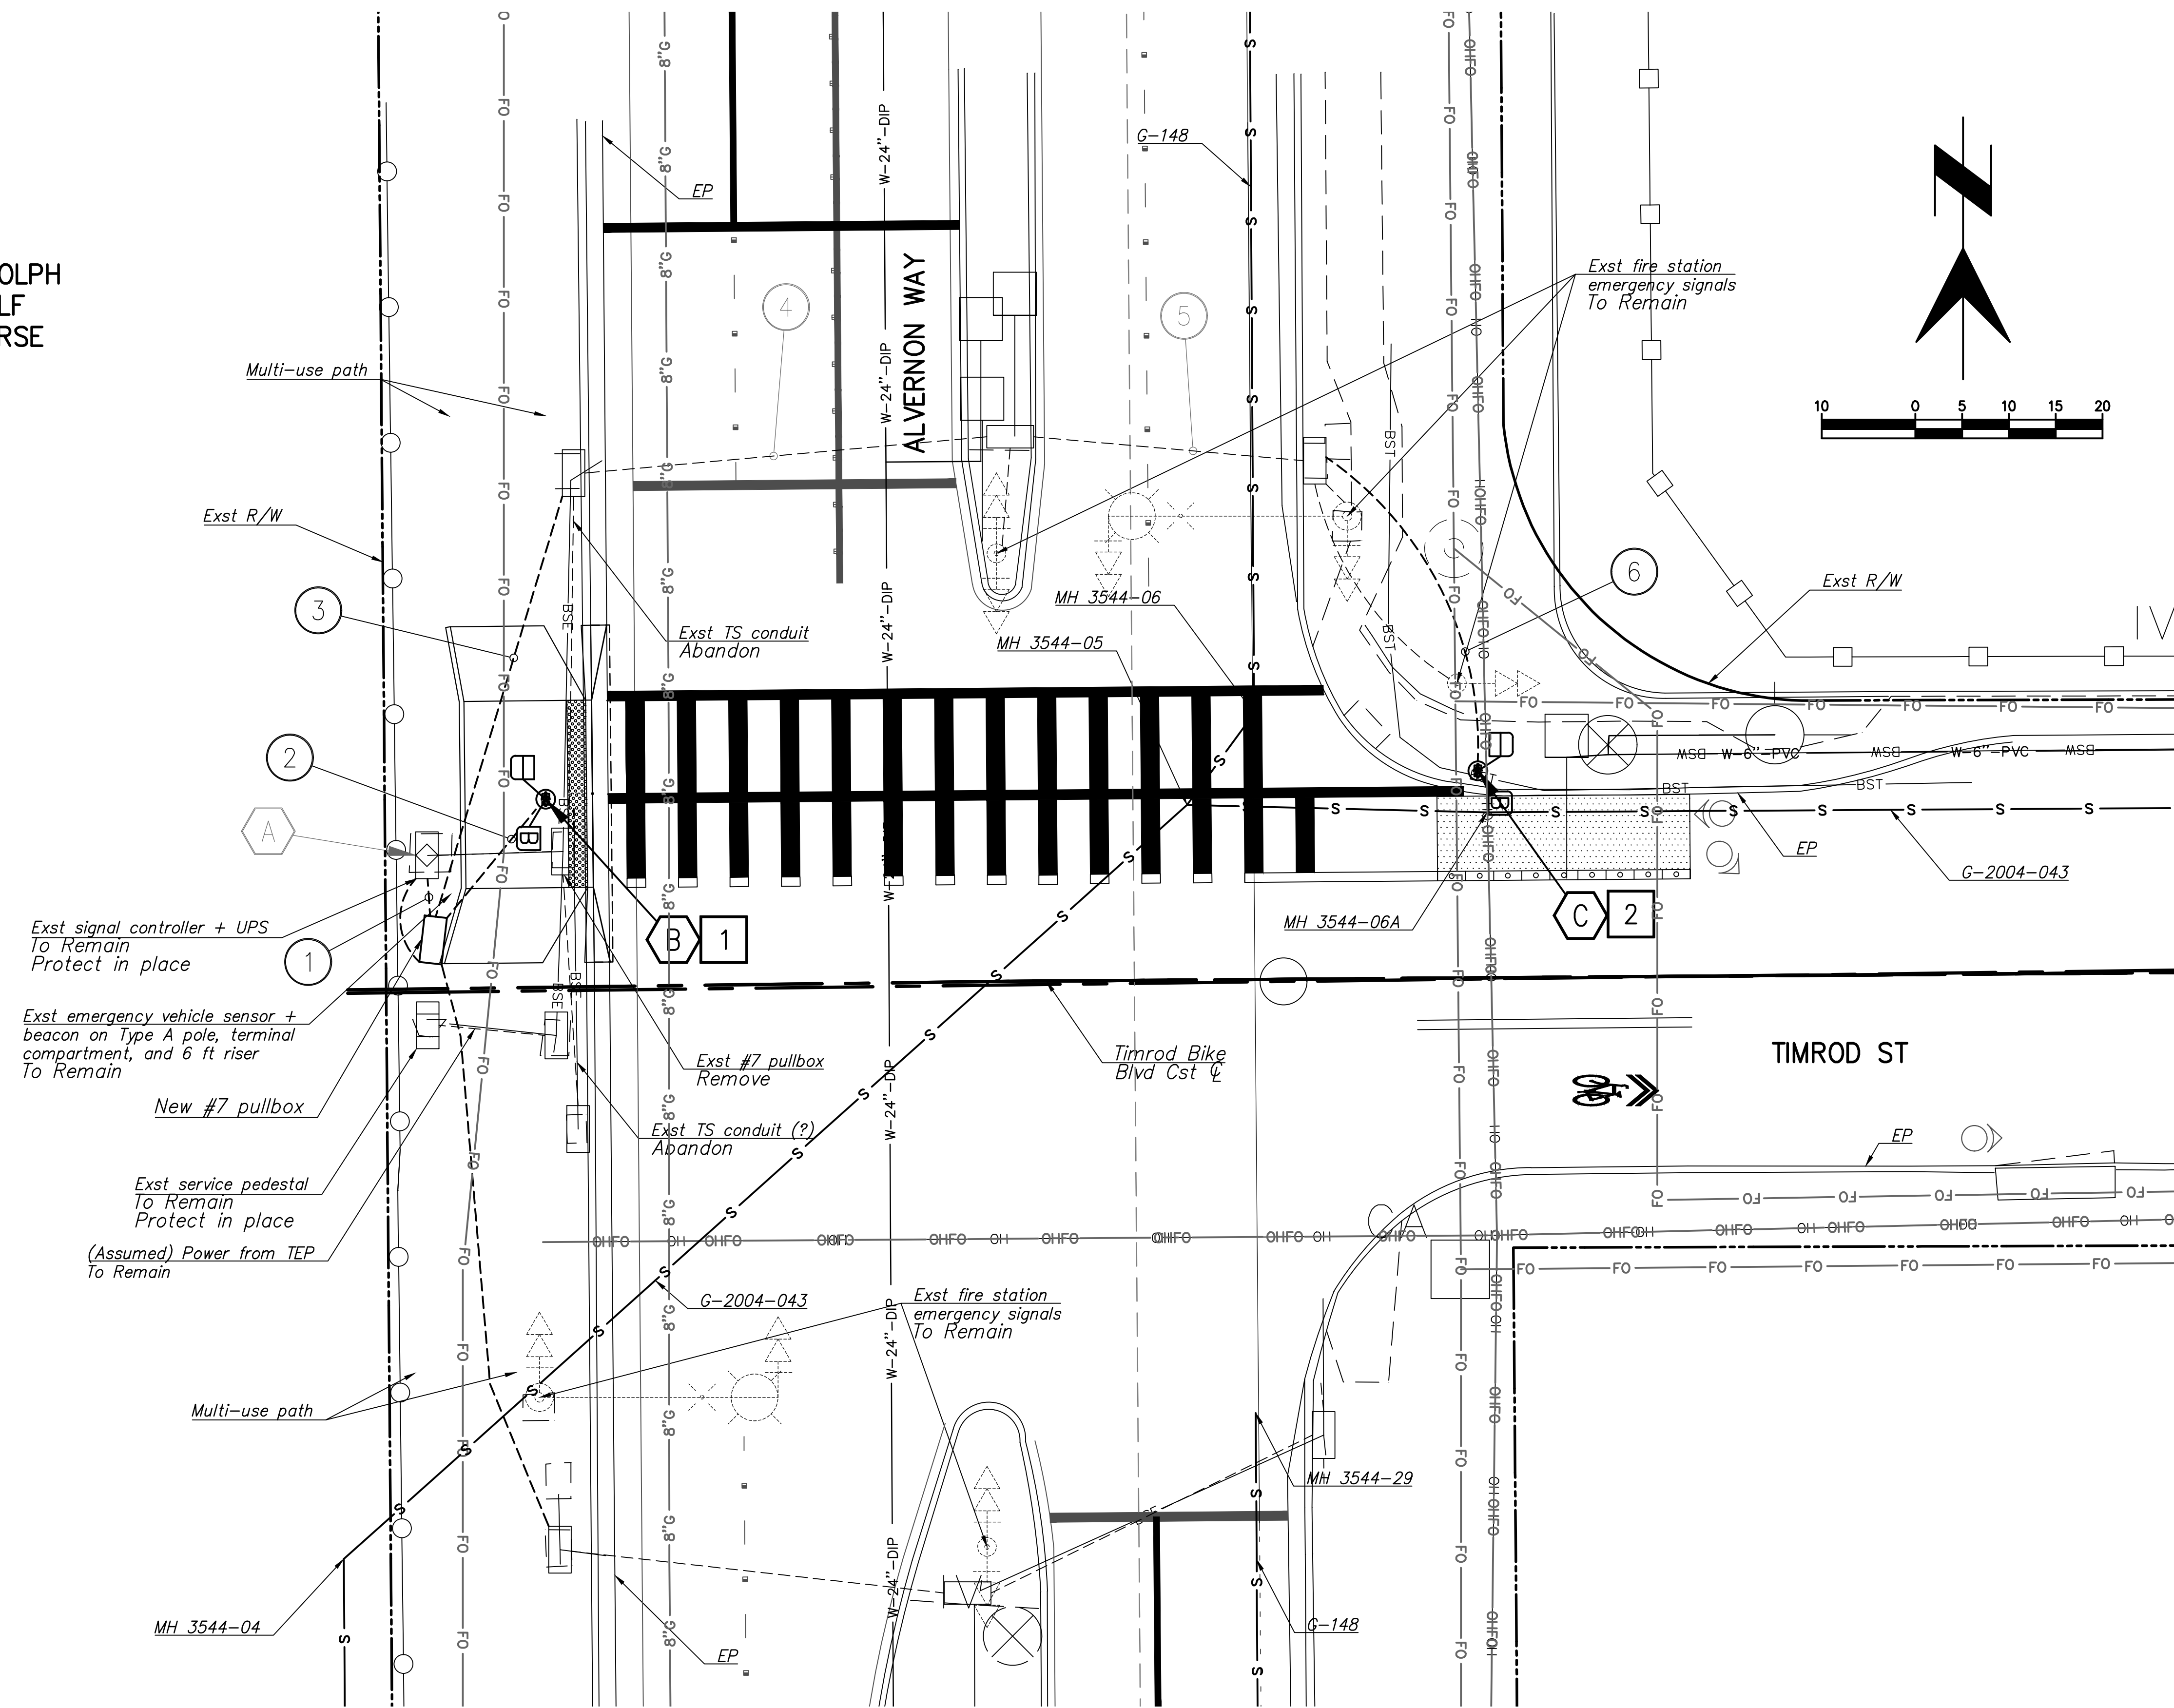 OLPH
LF
RSE
G-148
EP
ALVERNON WAY
4
5
Exst fire station
emergency signals
To Remain
10 0 5 10 15 20
Multi-use path
Exst R/W
3
6
Exst R/W
MH 3544-06
MH 3544-05
Exst TS conduit
Abandon
2
A
EP
G-2004-043
MH 3544-06A
B 1
C 2
Exst signal controller + UPS
To Remain
Protect in place
1
Exst emergency vehicle sensor +
beacon on Type A pole, terminal
compartment, and 6 ft riser
To Remain
Exst #7 pullbox
Remove
Timrod Bike
Blvd Cst ℄
TIMROD ST
New #7 pullbox
Exst TS conduit (?)
Abandon
EP
Exst service pedestal
To Remain
Protect in place
(Assumed) Power from TEP
To Remain
G-2004-043
Exst fire station
emergency signals
To Remain
Multi-use path
MH 3544-29
MH 3544-04
G-148
EP
W-24"-DIP
8"G
FO
OHFO
OH
S
BSE
BST
BSW
W-6"-PVC